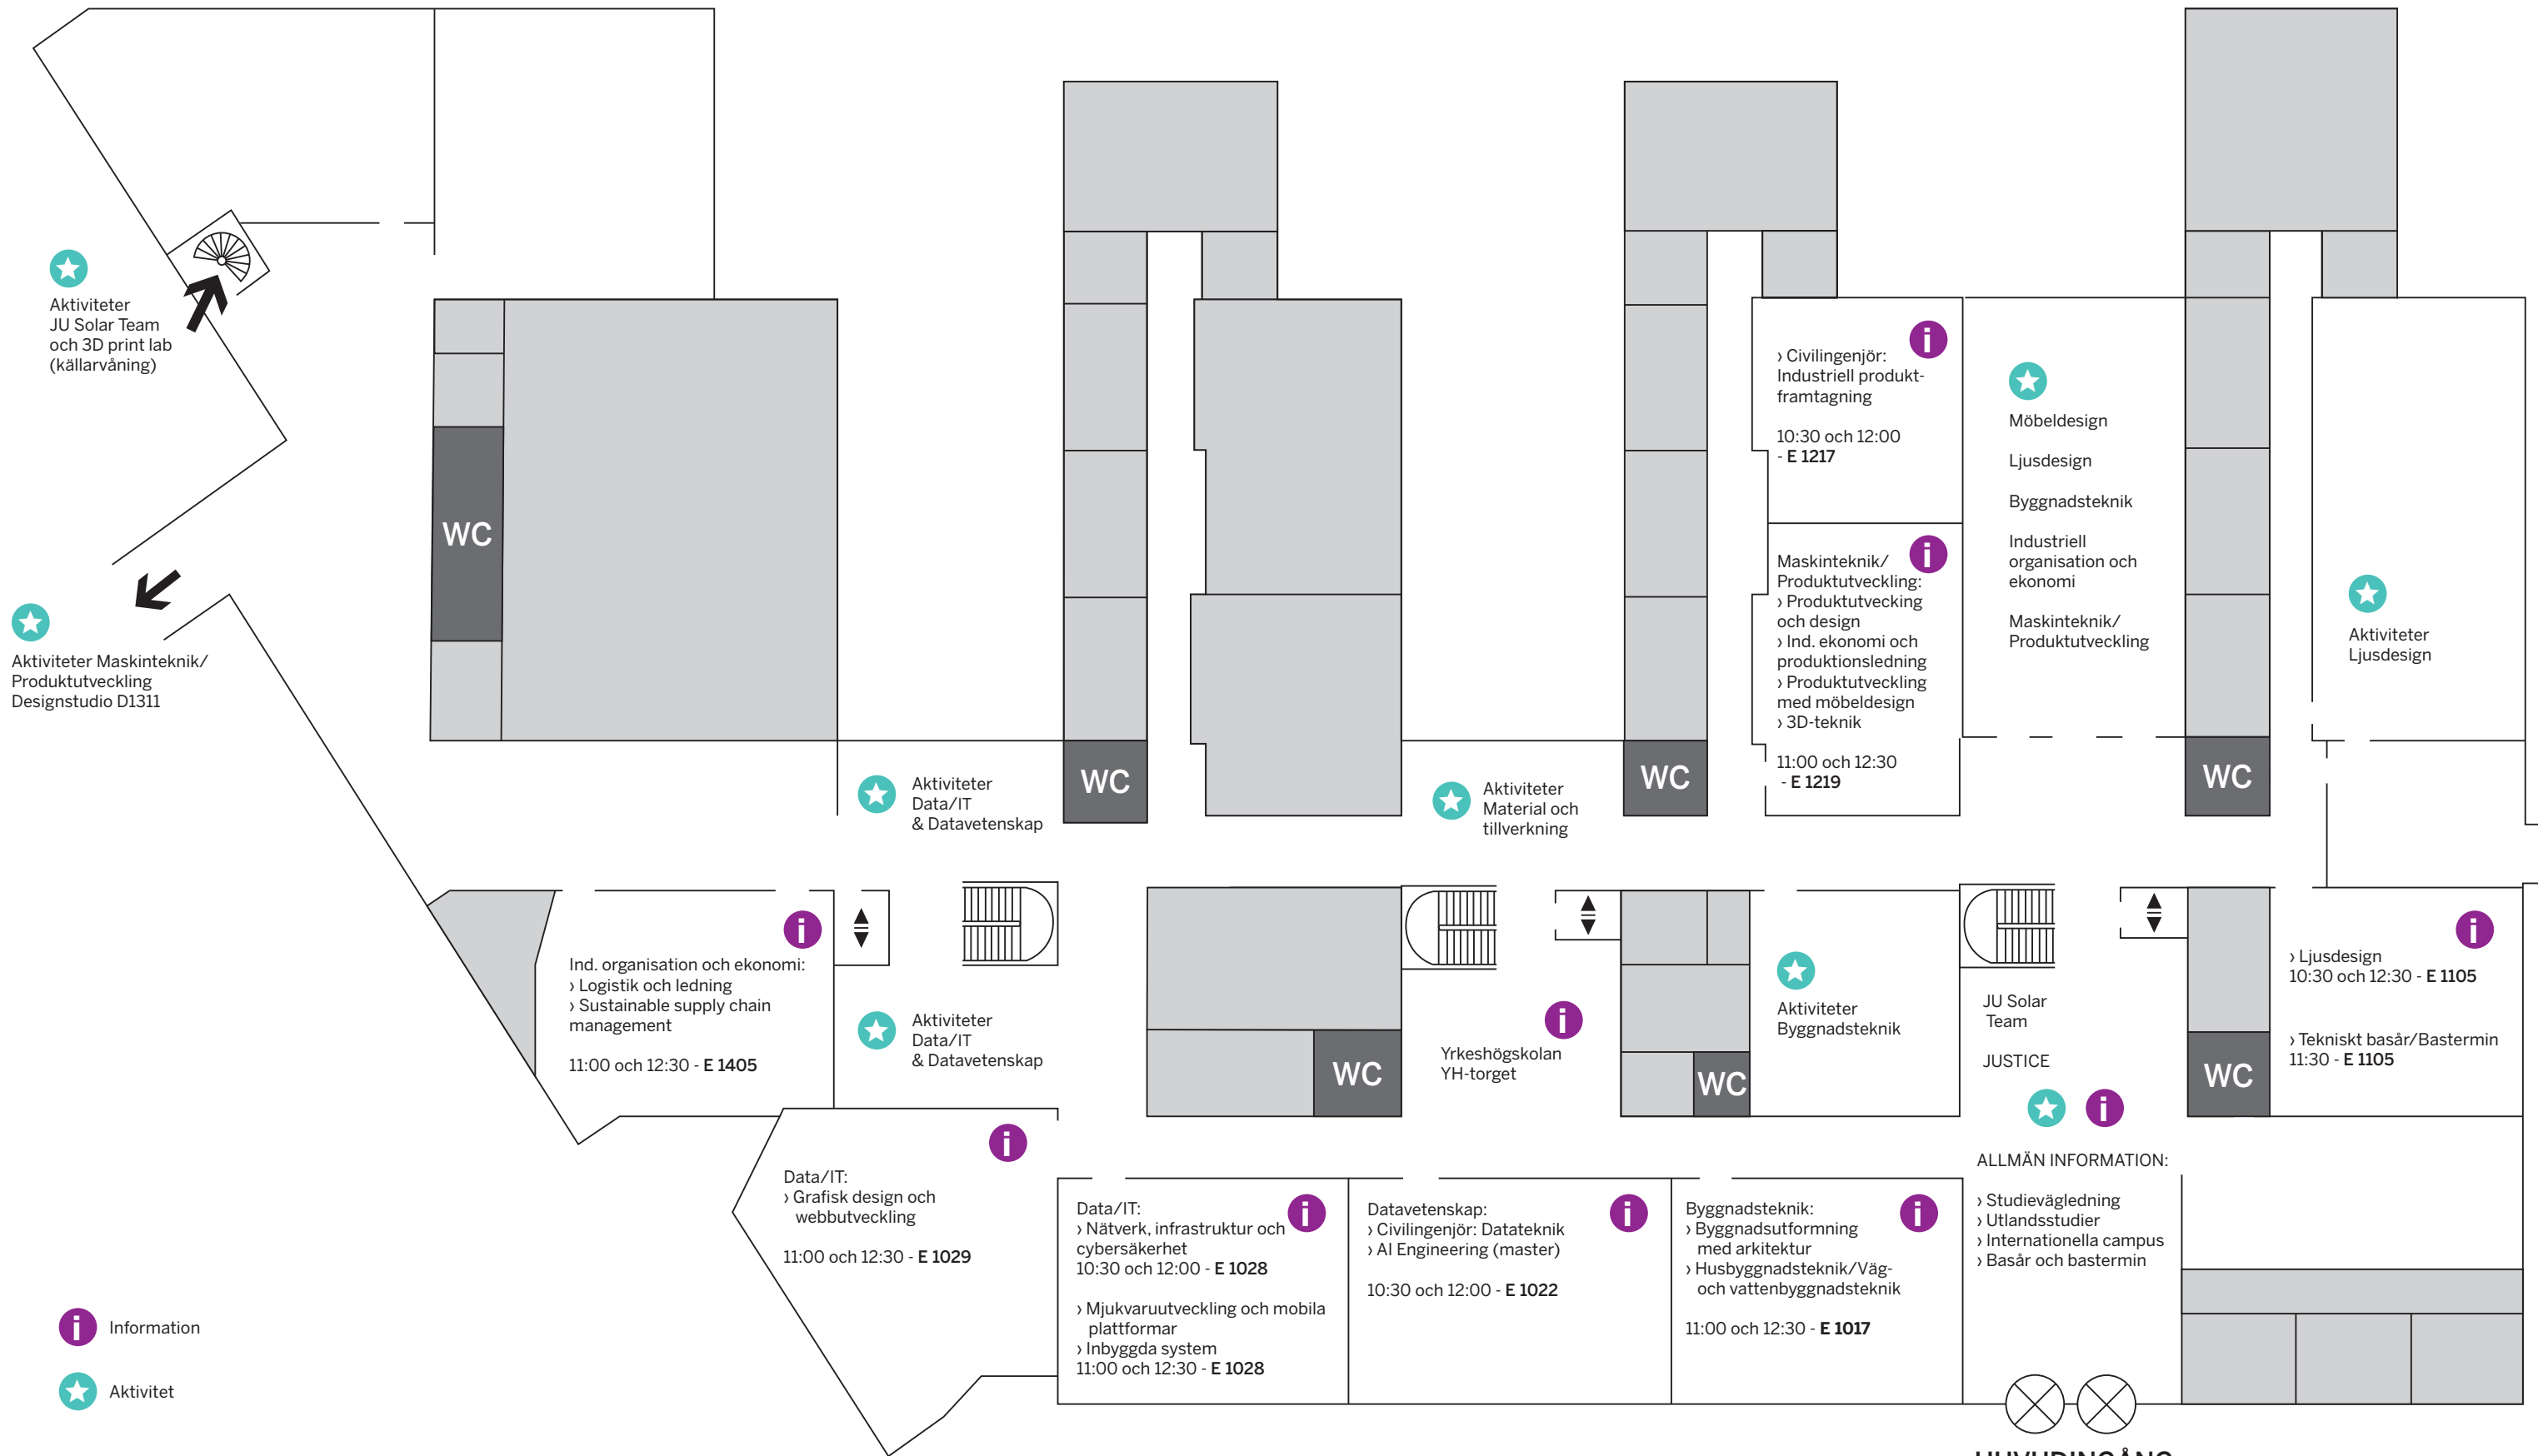 Aktiviteter
JU Solar Team
och 3D print lab
(källarvåning)
Aktiviteter Maskinteknik/
Produktutveckling
Designstudio D1311
WC
› Civilingenjör:
Industriell produkt-
framtagning
10:30 och 12:00
- E 1217
Maskinteknik/
Produktutveckling:
› Produktutvecking
och design
› Ind. ekonomi och
produktionsledning
› Produktutveckling
med möbeldesign
› 3D-teknik
11:00 och 12:30
- E 1219
Möbeldesign
Ljusdesign
Byggnadsteknik
Industriell
organisation och
ekonomi
Maskinteknik/
Produktutveckling
Aktiviteter
Ljusdesign
Aktiviteter
Data/IT
& Datavetenskap
WC
Aktiviteter
Material och
tillverkning
WC
WC
Ind. organisation och ekonomi:
› Logistik och ledning
› Sustainable supply chain
management
11:00 och 12:30 - E 1405
Aktiviteter
Data/IT
& Datavetenskap
WC
Yrkeshögskolan
YH-torget
WC
Aktiviteter
Byggnadsteknik
JU Solar
Team
JUSTICE
WC
› Ljusdesign
10:30 och 12:30 - E 1105
› Tekniskt basår/Bastermin
11:30 - E 1105
Data/IT:
› Grafisk design och
webbutveckling
11:00 och 12:30 - E 1029
Data/IT:
› Nätverk, infrastruktur och
cybersäkerhet
10:30 och 12:00 - E 1028
› Mjukvaruutveckling och mobila
plattformar
› Inbyggda system
11:00 och 12:30 - E 1028
Datavetenskap:
› Civilingenjör: Datateknik
› AI Engineering (master)
10:30 och 12:00 - E 1022
Byggnadsteknik:
› Byggnadsutformning
med arkitektur
› Husbyggnadsteknik/Väg-
och vattenbyggnadsteknik
11:00 och 12:30 - E 1017
ALLMÄN INFORMATION:
› Studievägledning
› Utlandsstudier
› Internationella campus
› Basår och bastermin
Information
Aktivitet
HUVUDINGÅNG